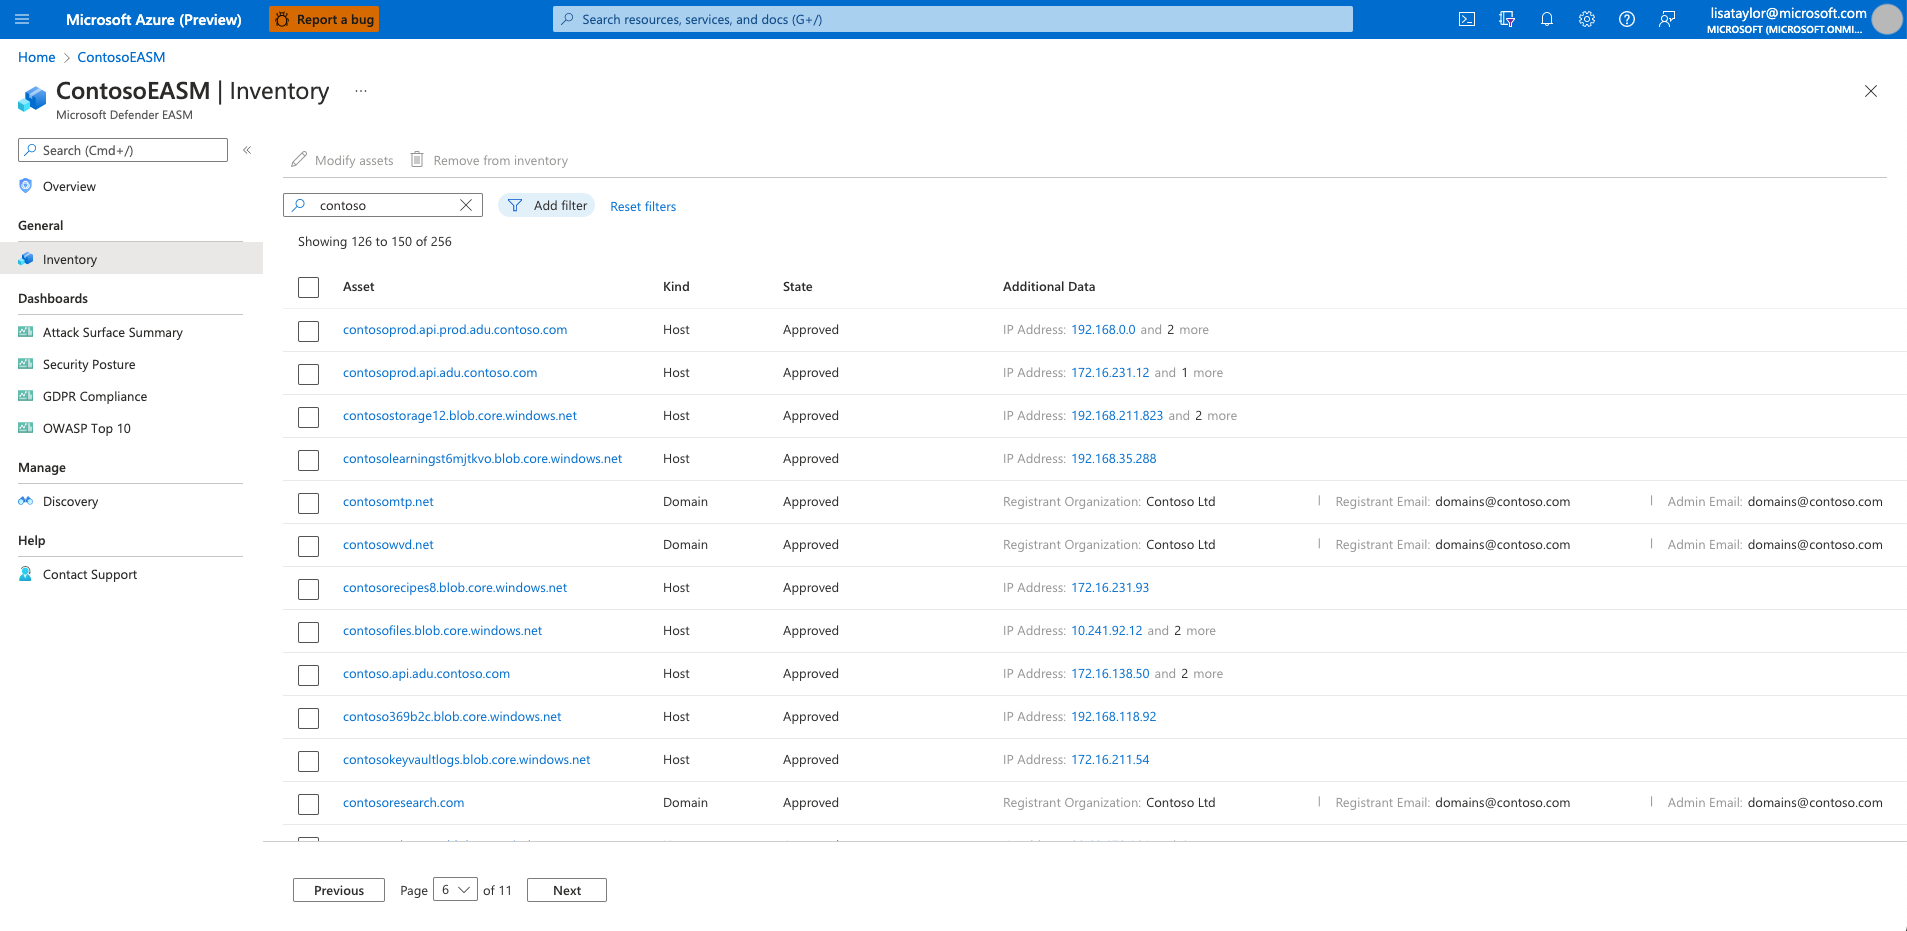 Microsoft Azure (Preview) Report a bug Search resources, services, and docs (G+/) lisataylor@microsoft.com
MICROSOFT (MICROSOFT.ONMI...
Home > ContosoEASM
ContosoEASM | Inventory ...
Microsoft Defender EASM
Search (Cmd+/) «
Overview
General
Inventory
Dashboards
Attack Surface Summary
Security Posture
GDPR Compliance
OWASP Top 10
Manage
Discovery
Help
Contact Support
Modify assets Remove from inventory
contoso Add filter Reset filters
Showing 126 to 150 of 256
Asset Kind State Additional Data
contosoprod.api.prod.adu.contoso.com Host Approved IP Address: 192.168.0.0 and 2 more
contosoprod.api.adu.contoso.com Host Approved IP Address: 172.16.231.12 and 1 more
contosostorage12.blob.core.windows.net Host Approved IP Address: 192.168.211.823 and 2 more
contosolearningst6mjtkvo.blob.core.windows.net Host Approved IP Address: 192.168.35.288
contosomtp.net Domain Approved Registrant Organization: Contoso Ltd | Registrant Email: domains@contoso.com | Admin Email: domains@contoso.com
contosowvd.net Domain Approved Registrant Organization: Contoso Ltd | Registrant Email: domains@contoso.com | Admin Email: domains@contoso.com
contosorecipes8.blob.core.windows.net Host Approved IP Address: 172.16.231.93
contosofiles.blob.core.windows.net Host Approved IP Address: 10.241.92.12 and 2 more
contoso.api.adu.contoso.com Host Approved IP Address: 172.16.138.50 and 2 more
contoso369b2c.blob.core.windows.net Host Approved IP Address: 192.168.118.92
contosokeyvaultlogs.blob.core.windows.net Host Approved IP Address: 172.16.211.54
contosoresearch.com Domain Approved Registrant Organization: Contoso Ltd | Registrant Email: domains@contoso.com | Admin Email: domains@contoso.com
Previous Page 6 of 11 Next